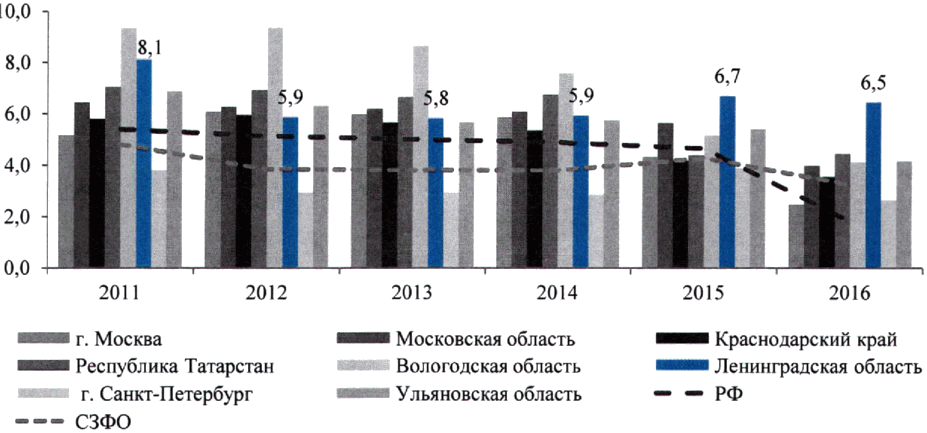 10,0
8,0
6,0
4,0
2,0
0,0
8,1
5,9
5,8
5,9
6,7
6,5
2011 2012 2013 2014 2015 2016
г. Москва Московская область Краснодарский край
Республика Татарстан Вологодская область Ленинградская область
г. Санкт-Петербург Ульяновская область РФ
СЗФО